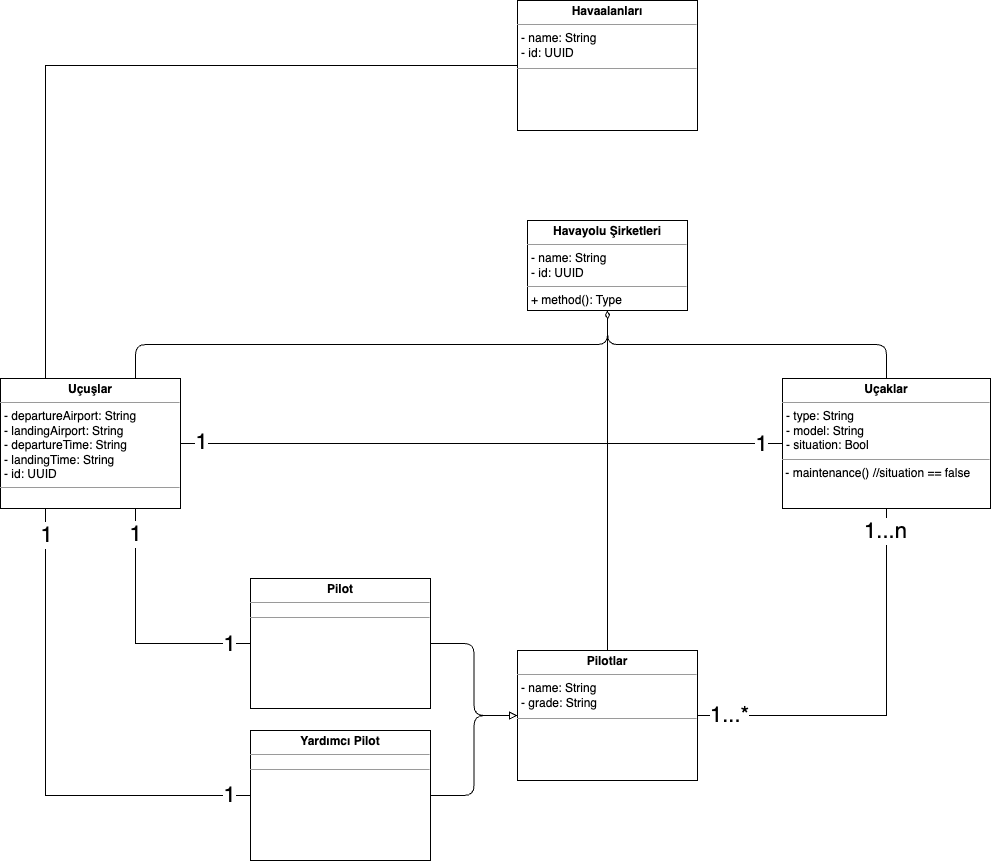 Havaalanları
- name: String
- id: UUID
Havayolu Şirketleri
- name: String
- id: UUID
+ method(): Type
Uçuşlar
- departureAirport: String
- landingAirport: String
- departureTime: String
- landingTime: String
- id: UUID
Uçaklar
- type: String
- model: String
- situation: Bool
- maintenance() //situation == false
1
1
1
1
1...n
Pilot
1
Pilotlar
- name: String
- grade: String
1...*
Yardımcı Pilot
1